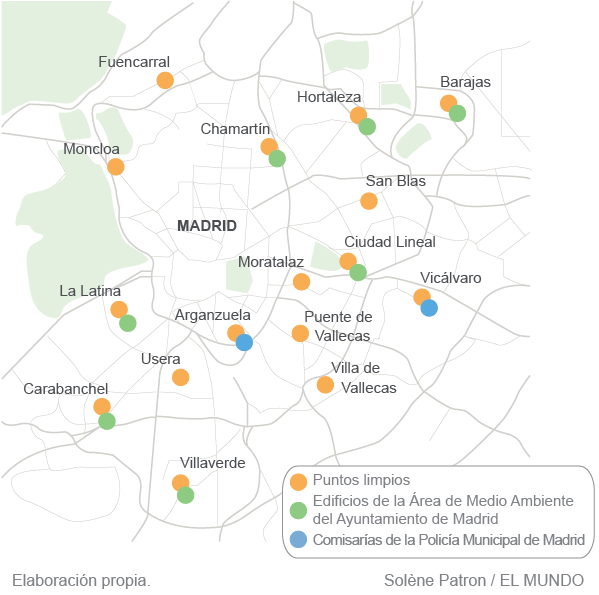 Fuencarral
Barajas
Hortaleza
Chamartín
Moncloa
San Blas
MADRID
Ciudad Lineal
Moratalaz
Vicálvaro
La Latina
Arganzuela
Puente de
Vallecas
Usera
Villa de
Vallecas
Carabanchel
Villaverde
Puntos limpios
Edificios de la Área de Medio Ambiente
del Ayuntamiento de Madrid
Comisarías de la Policía Municipal de Madrid
Elaboración propia.
Solène Patron / EL MUNDO